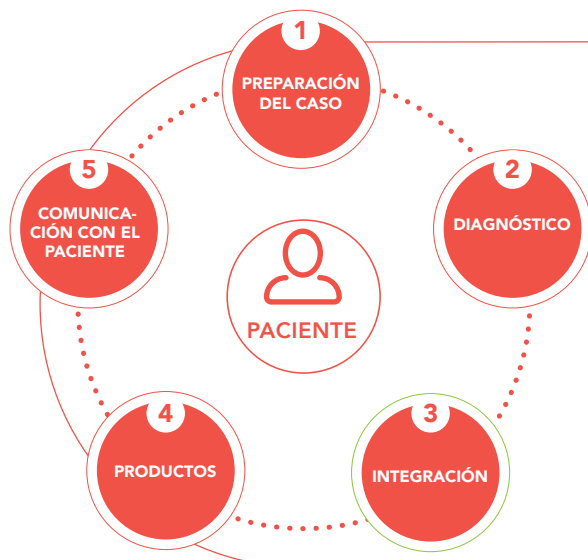 1
PREPARACIÓN
DEL CASO
2
DIAGNÓSTICO
3
INTEGRACIÓN
4
PRODUCTOS
5
COMUNICA-
CIÓN CON EL
PACIENTE
PACIENTE